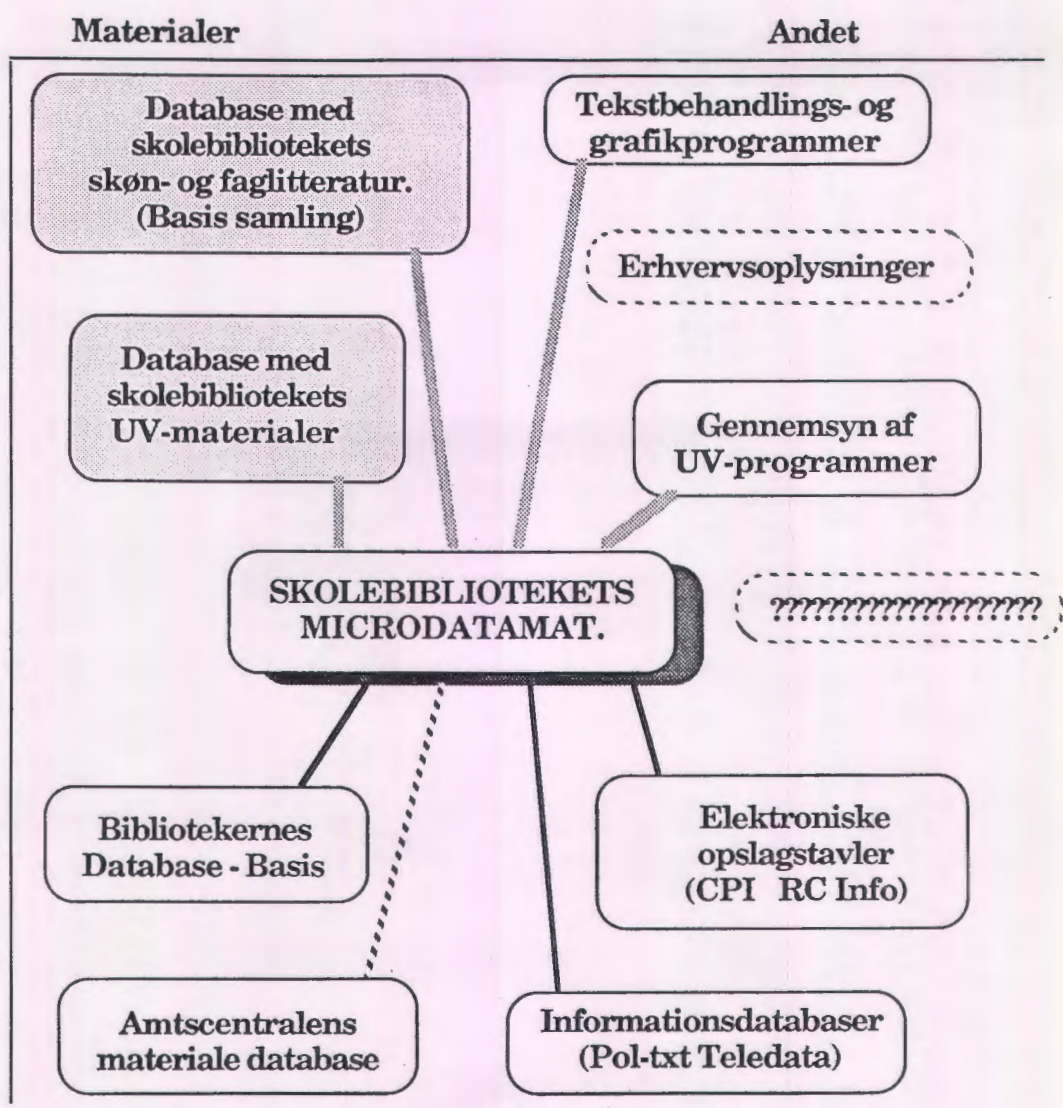 Materialer
Andet
Database med
skolebibliotekets
skøn- og faglitteratur.
(Basis samling)
Tekstbehandlings- og
grafikprogrammer
Erhvervsoplysninger
Database med
skolebibliotekets
UV-materialer
Gennemsyn af
UV-programmer
SKOLEBIBLIOTEKETS
MICRODATAMAT.
???????????????????
Bibliotekernes
Database - Basis
Elektroniske
opslagstavler
(CPI RC Info)
Amtscentralens
materiale database
Informationsdatabaser
(Pol-txt Teledata)